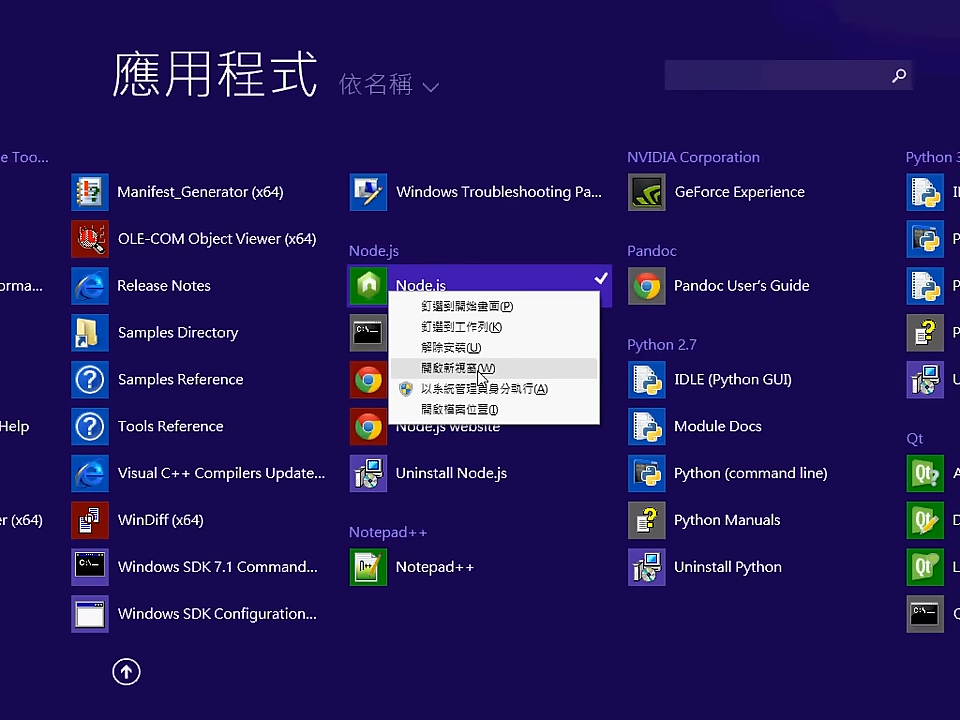 應用程式 依名稱
e Too...
orma...
Help
er (x64)
Manifest_Generator (x64)
OLE-COM Object Viewer (x64)
Release Notes
Samples Directory
Samples Reference
Tools Reference
Visual C++ Compilers Update...
WinDiff (x64)
Windows SDK 7.1 Command...
Windows SDK Configuration...
Windows Troubleshooting Pa...
Node.js
Node.js
釘選到開始畫面(P)
釘選到工作列(K)
解除安裝(U)
開啟新視窗(W)
以系統管理員身分執行(A)
開啟檔案位置(I)
Node.js website
Uninstall Node.js
Notepad++
Notepad++
NVIDIA Corporation
GeForce Experience
Pandoc
Pandoc User's Guide
Python 2.7
IDLE (Python GUI)
Module Docs
Python (command line)
Python Manuals
Uninstall Python
Python 3
Qt